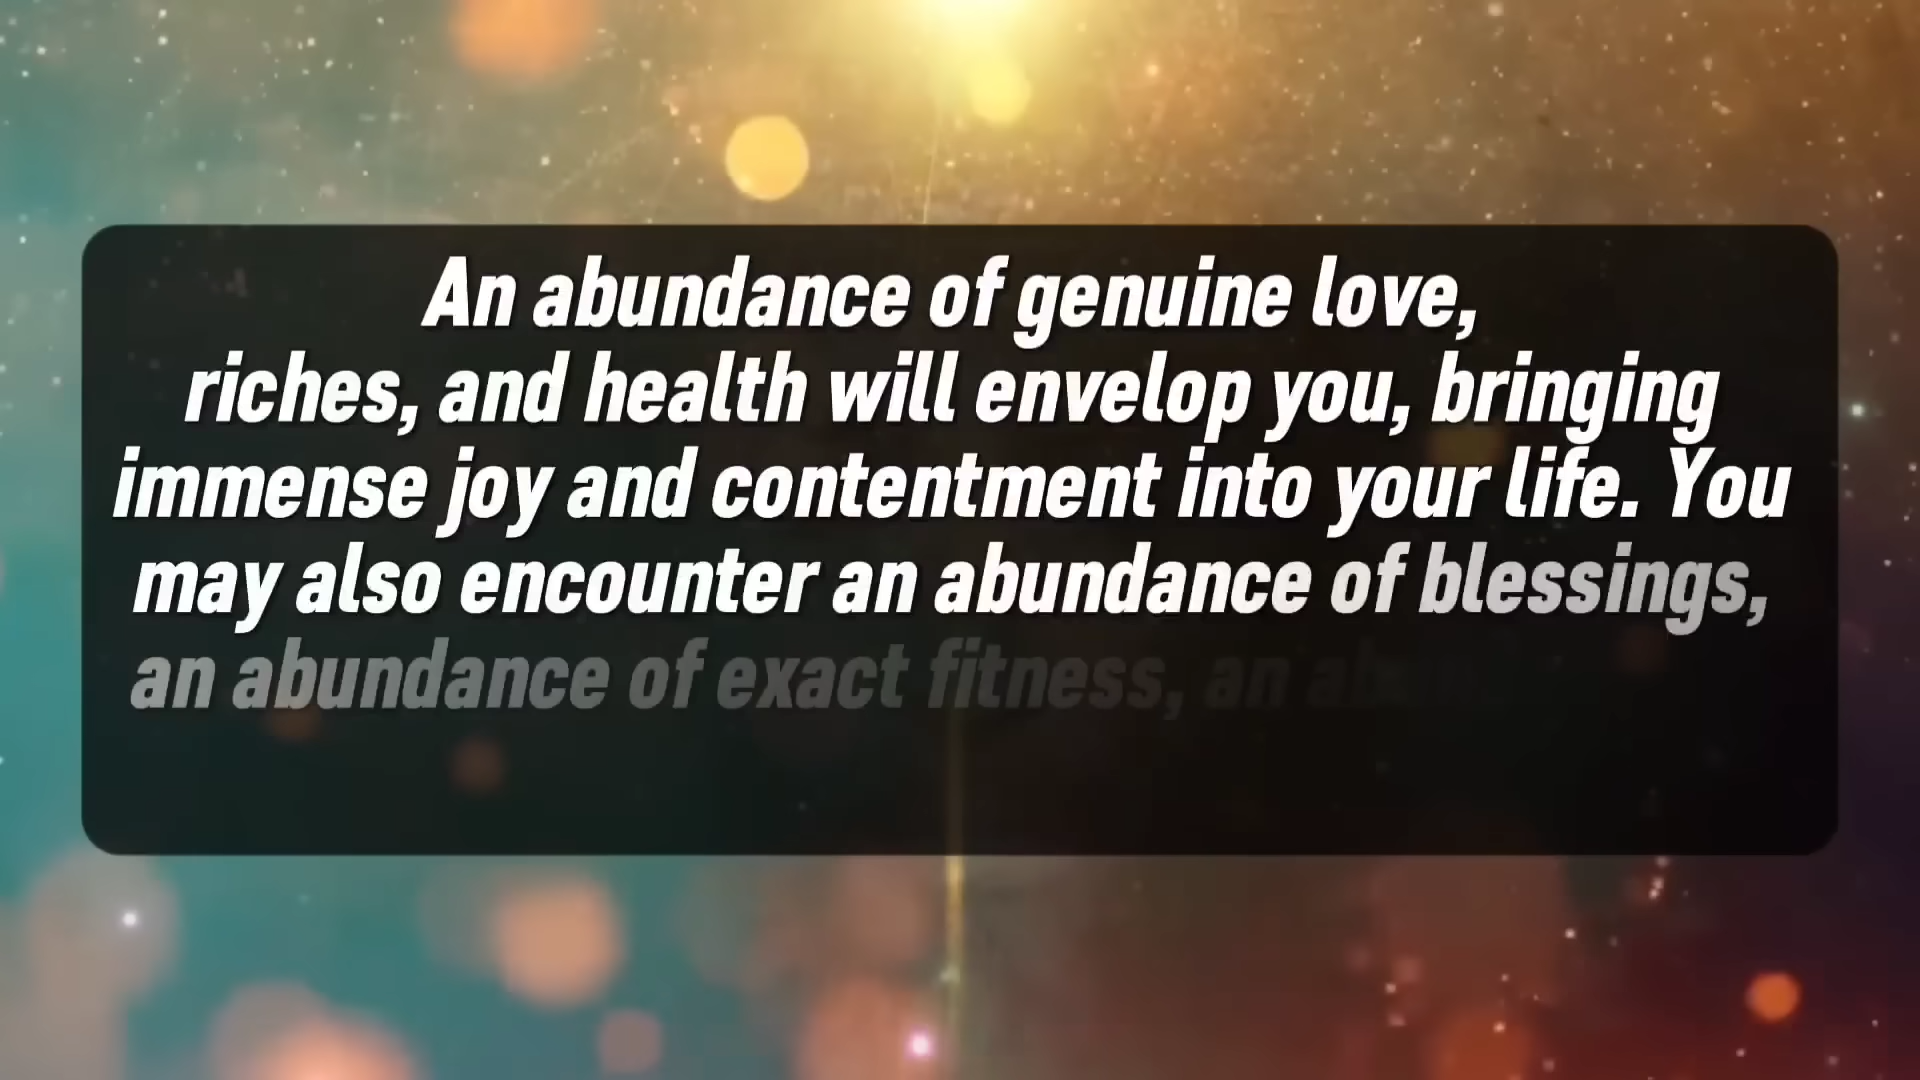 An abundance of genuine love,
riches, and health will envelop you, bringing
immense joy and contentment into your life. You
may also encounter an abundance of blessings,
an abundance of exact fitness, an